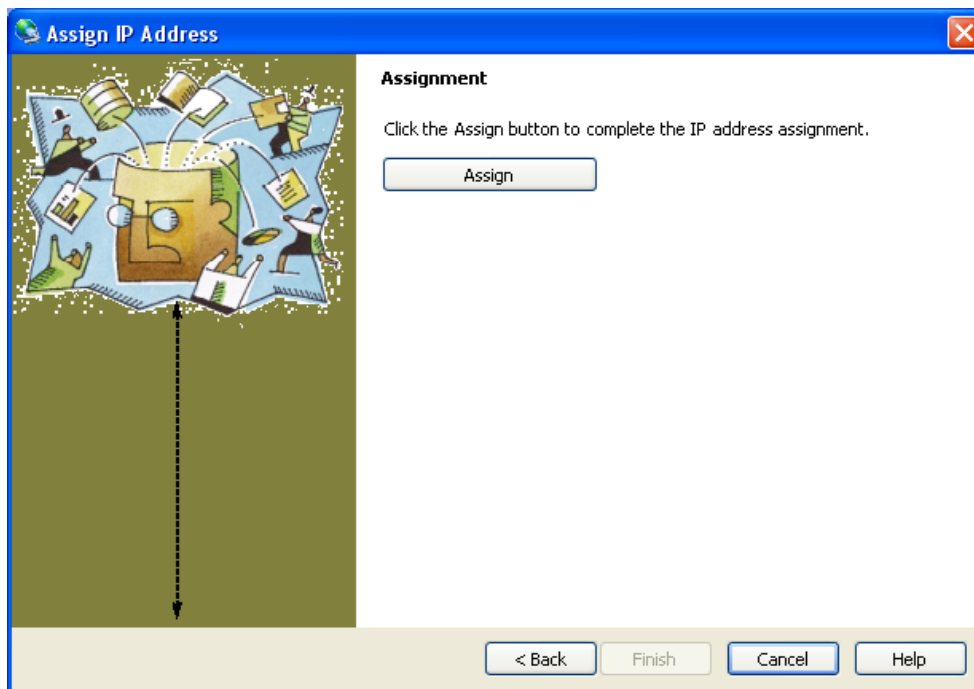 Assign IP Address
Assignment
Click the Assign button to complete the IP address assignment.
Assign
< Back
Finish
Cancel
Help